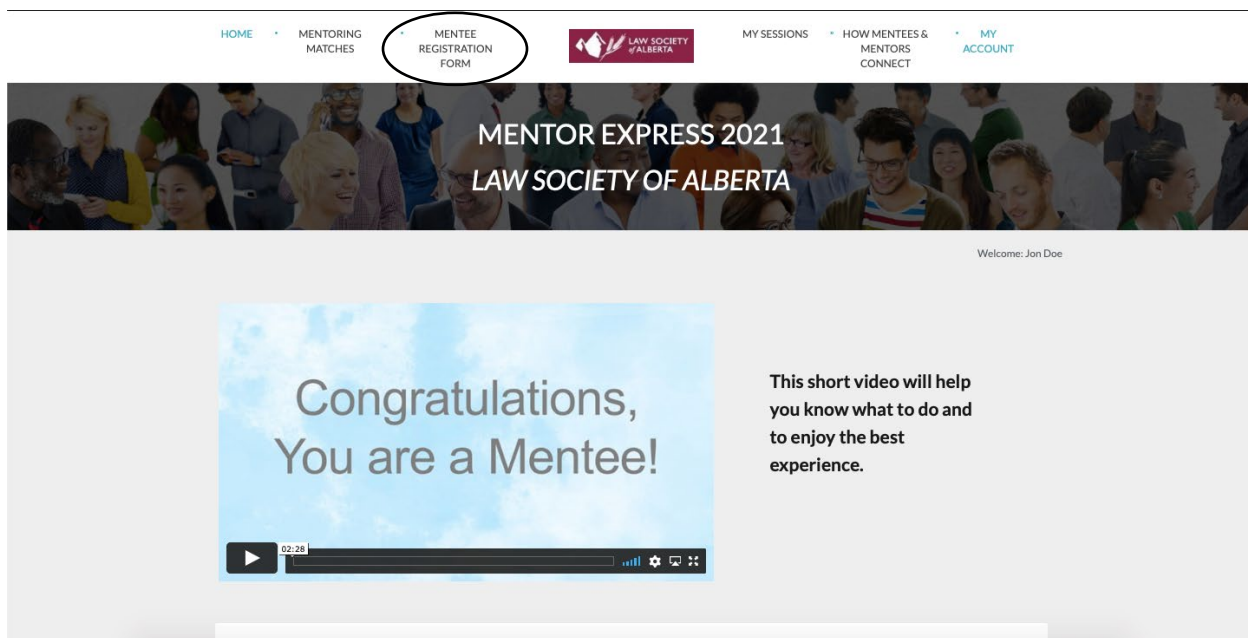 HOME
MENTORING
MATCHES
MENTEE
REGISTRATION
FORM
LAW SOCIETY
of ALBERTA
MY SESSIONS
HOW MENTEES &
MENTORS
CONNECT
MY
ACCOUNT
MENTOR EXPRESS 2021
LAW SOCIETY OF ALBERTA
Welcome: Jon Doe
Congratulations,
You are a Mentee!
02:28
This short video will help
you know what to do and
to enjoy the best
experience.